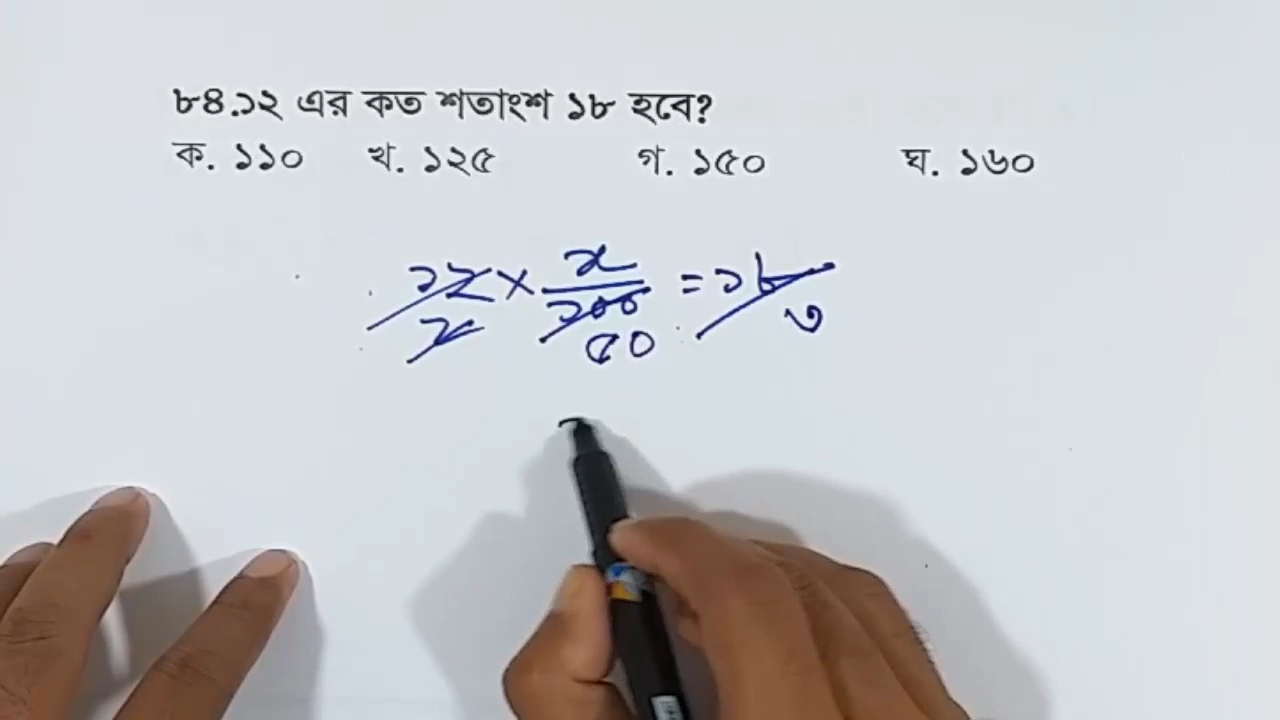 ৮৪.১২ এর কত শতাংশ ১৮ হবে?
ক. ১১০ খ. ১২৫ গ. ১৫০ ঘ. ১৬০
১২ × x = ১৮
২ ১০০ ৩
৫০